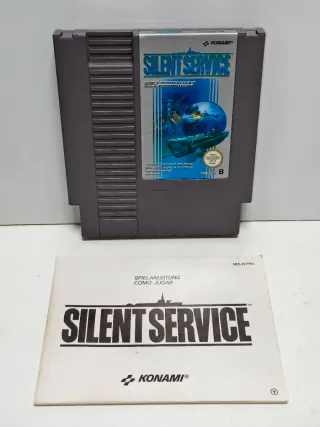 KONAMI®
SILENT SERVICE
B
SPIELANLEITUNG
COMO JUGAR
SILENT SERVICE
KONAMI®